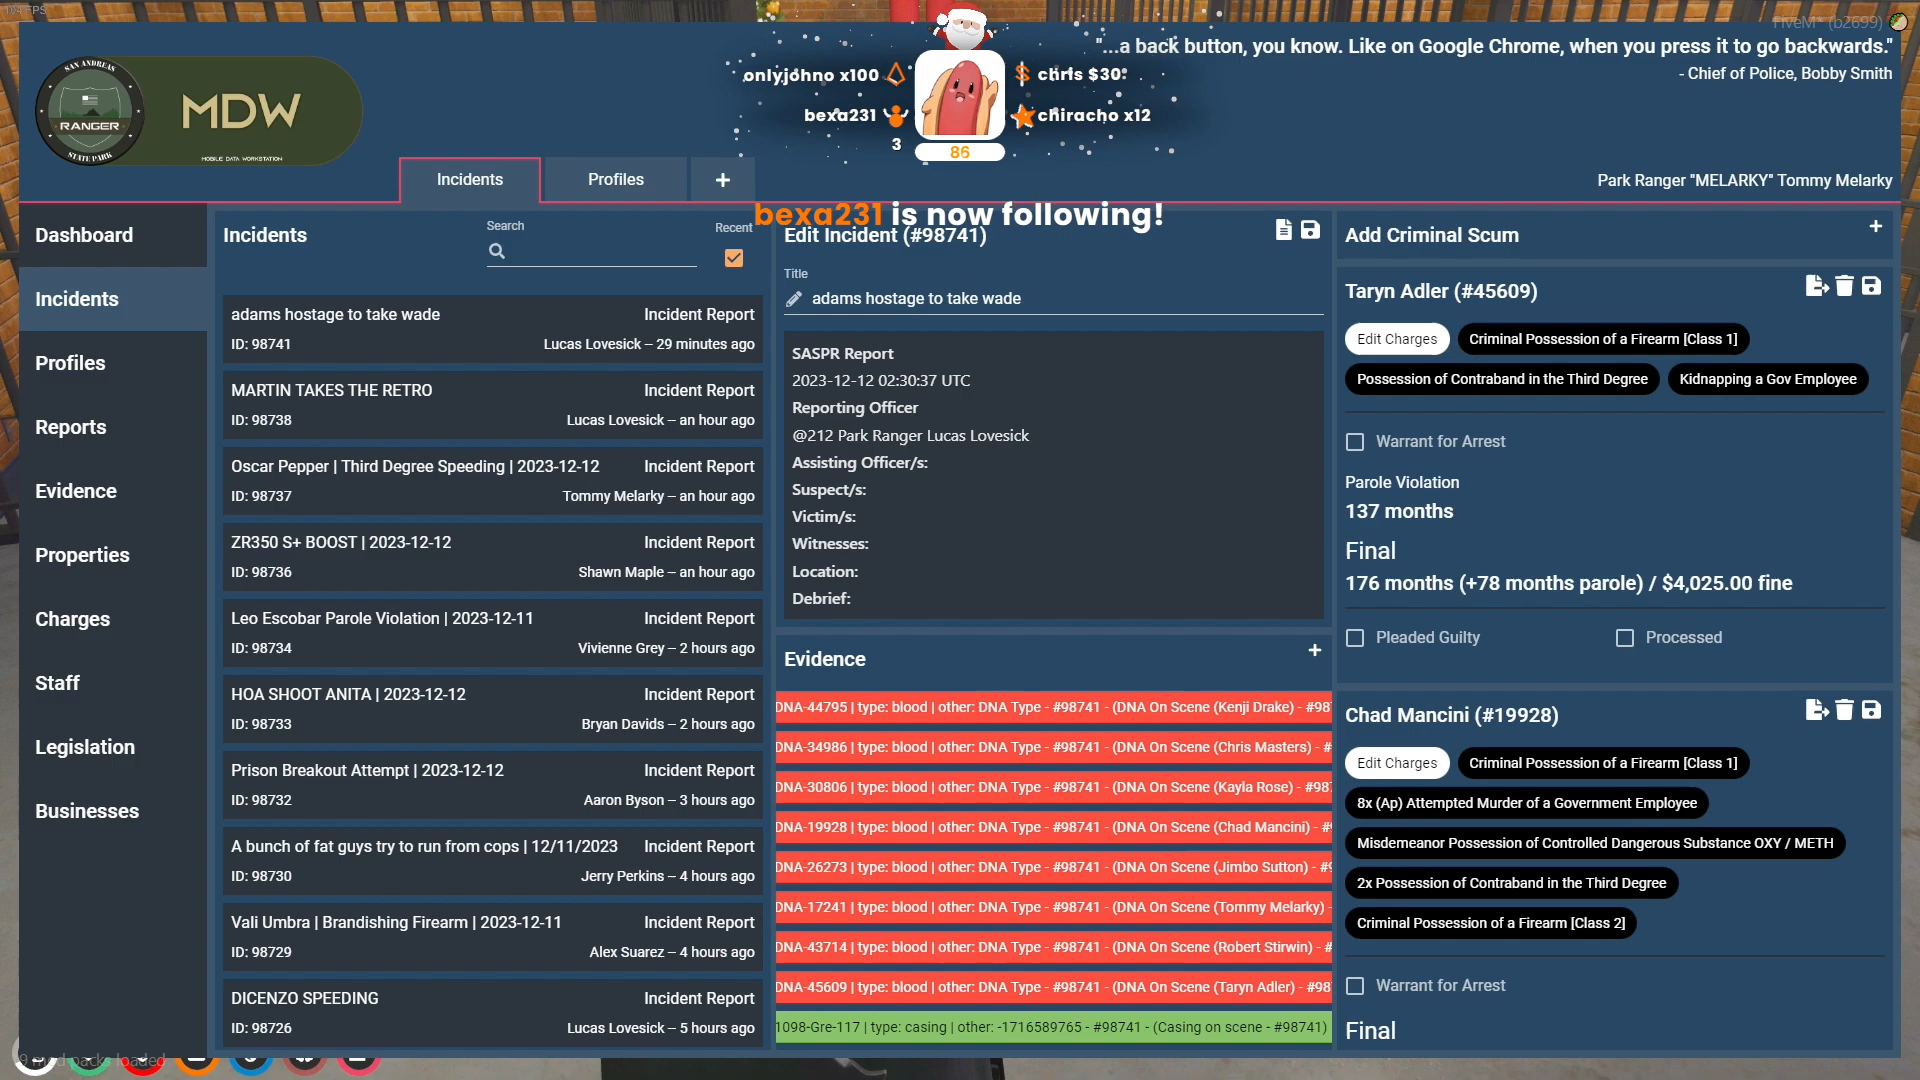 104 FPS
FiveM* (b2699)
"...a back button, you know. Like on Google Chrome, when you press it to go backwards."
- Chief of Police, Bobby Smith
SAN ANDREAS
RANGER
STATE PARK
MDW
MOBILE DATA WORKSTATION
onlyjohno x100
chris $30
bexa231
chiracho x12
3
86
Incidents
Profiles
+
Park Ranger "MELARKY" Tommy Melarky
bexa231 is now following!
Dashboard
Incidents
Profiles
Reports
Evidence
Properties
Charges
Staff
Legislation
Businesses
Incidents
Search
Recent
adams hostage to take wade
Incident Report
ID: 98741
Lucas Lovesick – 29 minutes ago
MARTIN TAKES THE RETRO
Incident Report
ID: 98738
Lucas Lovesick – an hour ago
Oscar Pepper | Third Degree Speeding | 2023-12-12
Incident Report
ID: 98737
Tommy Melarky – an hour ago
ZR350 S+ BOOST | 2023-12-12
Incident Report
ID: 98736
Shawn Maple – an hour ago
Leo Escobar Parole Violation | 2023-12-11
Incident Report
ID: 98734
Vivienne Grey – 2 hours ago
HOA SHOOT ANITA | 2023-12-12
Incident Report
ID: 98733
Bryan Davids – 2 hours ago
Prison Breakout Attempt | 2023-12-12
Incident Report
ID: 98732
Aaron Byson – 3 hours ago
A bunch of fat guys try to run from cops | 12/11/2023
Incident Report
ID: 98730
Jerry Perkins – 4 hours ago
Vali Umbra | Brandishing Firearm | 2023-12-11
Incident Report
ID: 98729
Alex Suarez – 4 hours ago
DICENZO SPEEDING
Incident Report
ID: 98726
Lucas Lovesick – 5 hours ago
Edit Incident (#98741)
Title
adams hostage to take wade
SASPR Report
2023-12-12 02:30:37 UTC
Reporting Officer
@212 Park Ranger Lucas Lovesick
Assisting Officer/s:
Suspect/s:
Victim/s:
Witnesses:
Location:
Debrief:
Evidence
+
DNA-44795 | type: blood | other: DNA Type - #98741 - (DNA On Scene (Kenji Drake) - #98
DNA-34986 | type: blood | other: DNA Type - #98741 - (DNA On Scene (Chris Masters) - #
DNA-30806 | type: blood | other: DNA Type - #98741 - (DNA On Scene (Kayla Rose) - #987
DNA-19928 | type: blood | other: DNA Type - #98741 - (DNA On Scene (Chad Mancini) - #
DNA-26273 | type: blood | other: DNA Type - #98741 - (DNA On Scene (Jimbo Sutton) - #9
DNA-17241 | type: blood | other: DNA Type - #98741 - (DNA On Scene (Tommy Melarky) -
DNA-43714 | type: blood | other: DNA Type - #98741 - (DNA On Scene (Robert Stirwin) - #
DNA-45609 | type: blood | other: DNA Type - #98741 - (DNA On Scene (Taryn Adler) - #98
1098-Gre-117 | type: casing | other: -1716589765 - #98741 - (Casing on scene - #98741)
Add Criminal Scum
+
Taryn Adler (#45609)
Edit Charges
Criminal Possession of a Firearm [Class 1]
Possession of Contraband in the Third Degree
Kidnapping a Gov Employee
Warrant for Arrest
Parole Violation
137 months
Final
176 months (+78 months parole) / $4,025.00 fine
Pleaded Guilty
Processed
Chad Mancini (#19928)
Edit Charges
Criminal Possession of a Firearm [Class 1]
8x (Ap) Attempted Murder of a Government Employee
Misdemeanor Possession of Controlled Dangerous Substance OXY / METH
2x Possession of Contraband in the Third Degree
Criminal Possession of a Firearm [Class 2]
Warrant for Arrest
Final
9 mod packs loaded